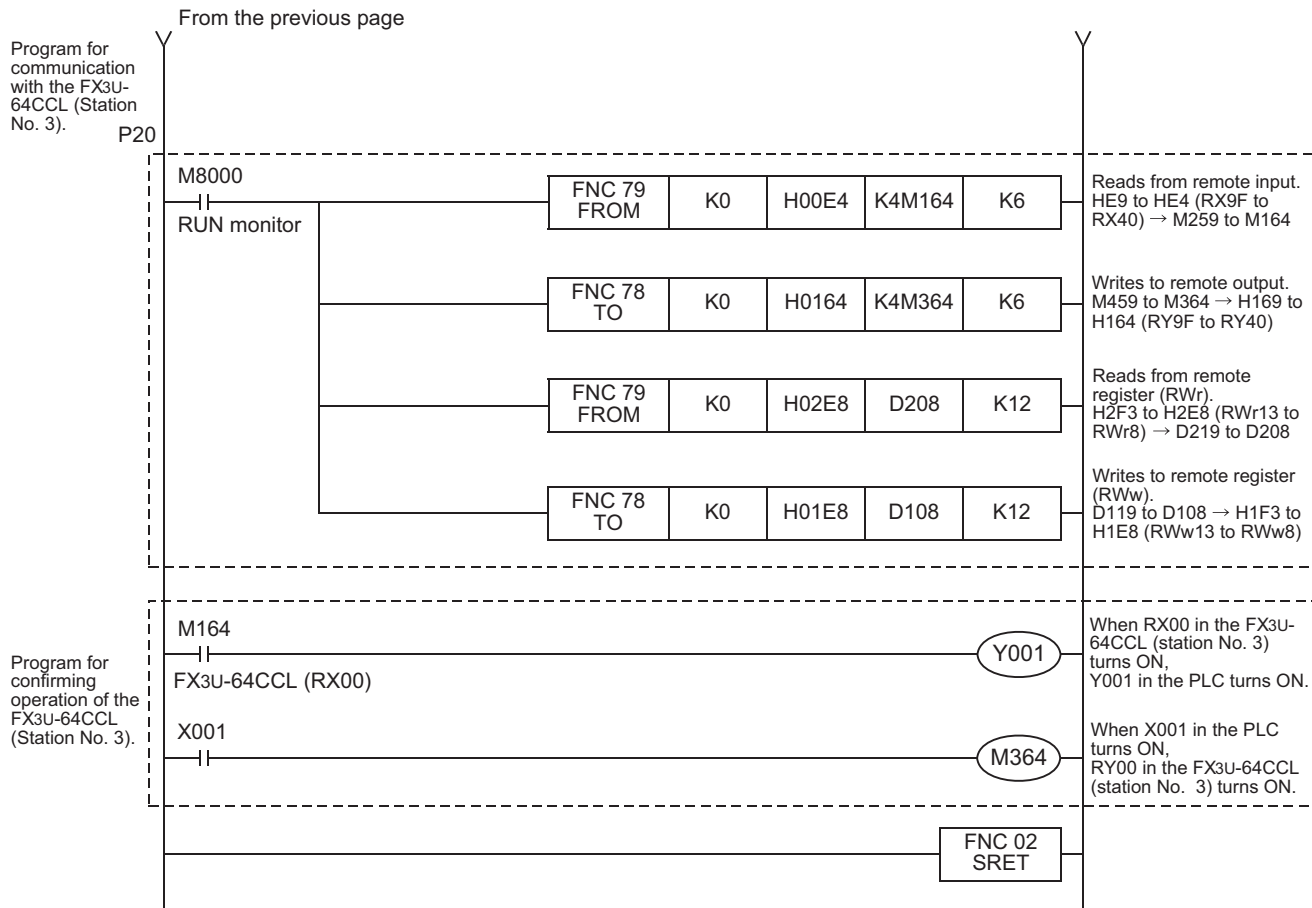 From the previous page
Program for
communication
with the FX3U-
64CCL (Station
No. 3).
P20
M8000
RUN monitor
FNC 79
FROM
K0
H00E4
K4M164
K6
Reads from remote input.
HE9 to HE4 (RX9F to
RX40) → M259 to M164
FNC 78
TO
K0
H0164
K4M364
K6
Writes to remote output.
M459 to M364 → H169 to
H164 (RY9F to RY40)
FNC 79
FROM
K0
H02E8
D208
K12
Reads from remote
register (RWr).
H2F3 to H2E8 (RWr13 to
RWr8) → D219 to D208
FNC 78
TO
K0
H01E8
D108
K12
Writes to remote register
(RWw).
D119 to D108 → H1F3 to
H1E8 (RWw13 to RWw8)
Program for
confirming
operation of the
FX3U-64CCL
(Station No. 3).
M164
FX3U-64CCL (RX00)
Y001
When RX00 in the FX3U-
64CCL (station No. 3)
turns ON,
Y001 in the PLC turns ON.
X001
M364
When X001 in the PLC
turns ON,
RY00 in the FX3U-64CCL
(station No. 3) turns ON.
FNC 02
SRET